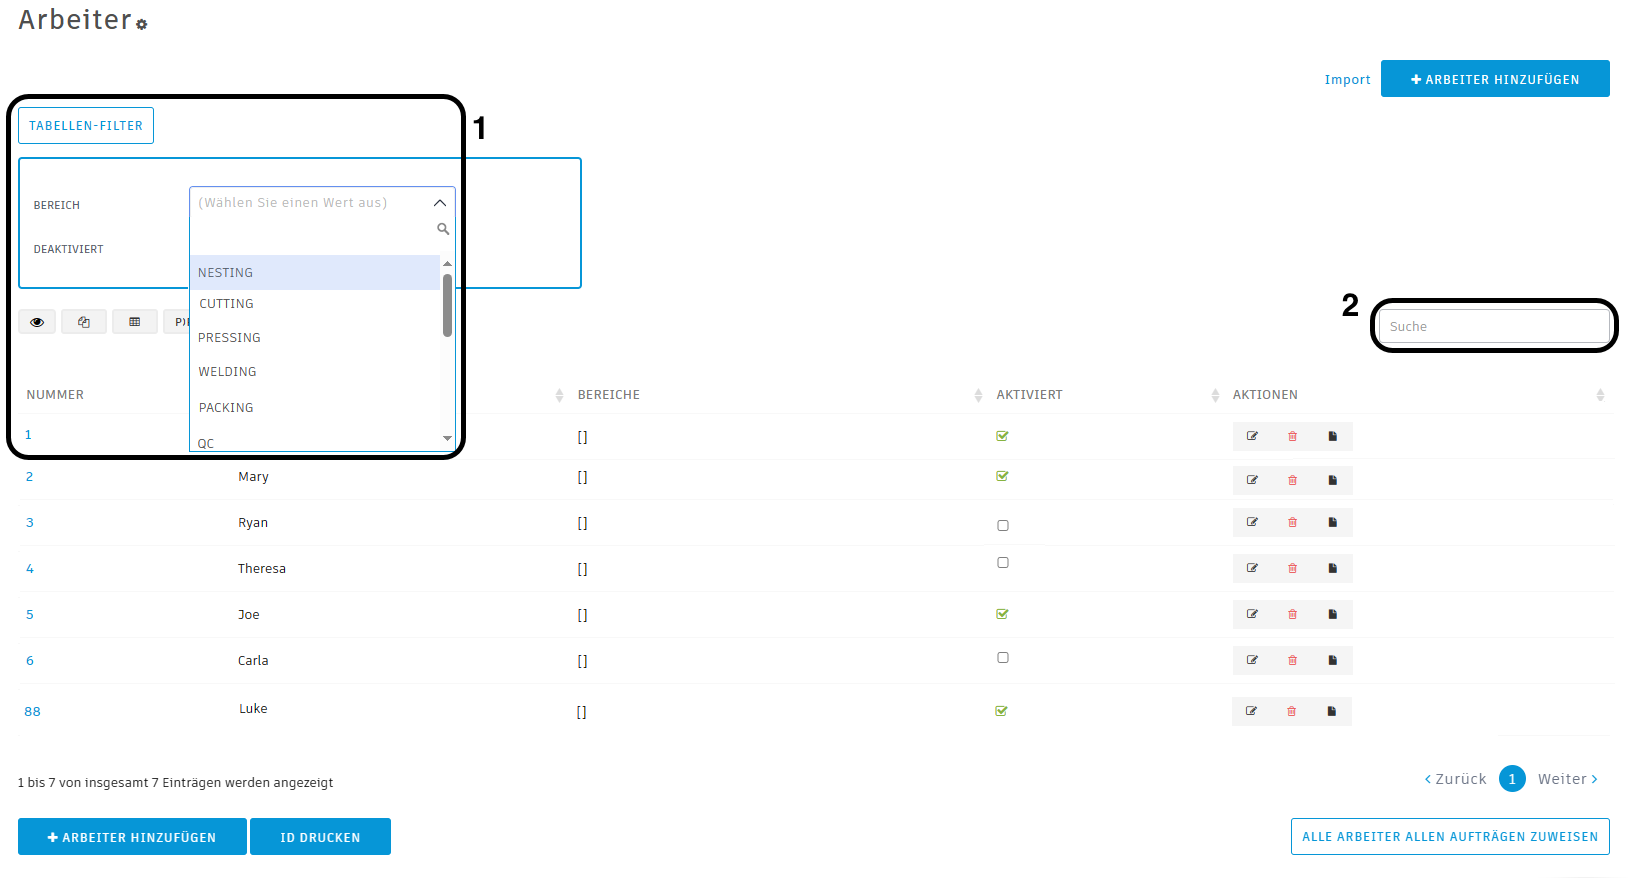 Arbeiter
Import
ARBEITER HINZUFÜGEN
TABELLEN-FILTER
1
BEREICH
(Wählen Sie einen Wert aus)
DEAKTIVIERT
NESTING
CUTTING
PRESSING
WELDING
PACKING
QC
2
Suche
NUMMER BEREICHE AKTIVIERT AKTIONEN
1 []
2 Mary []
3 Ryan []
4 Theresa []
5 Joe []
6 Carla []
88 Luke []
1 bis 7 von insgesamt 7 Einträgen werden angezeigt
Zurück 1 Weiter
ARBEITER HINZUFÜGEN
ID DRUCKEN
ALLE ARBEITER ALLEN AUFTRÄGEN ZUWEISEN